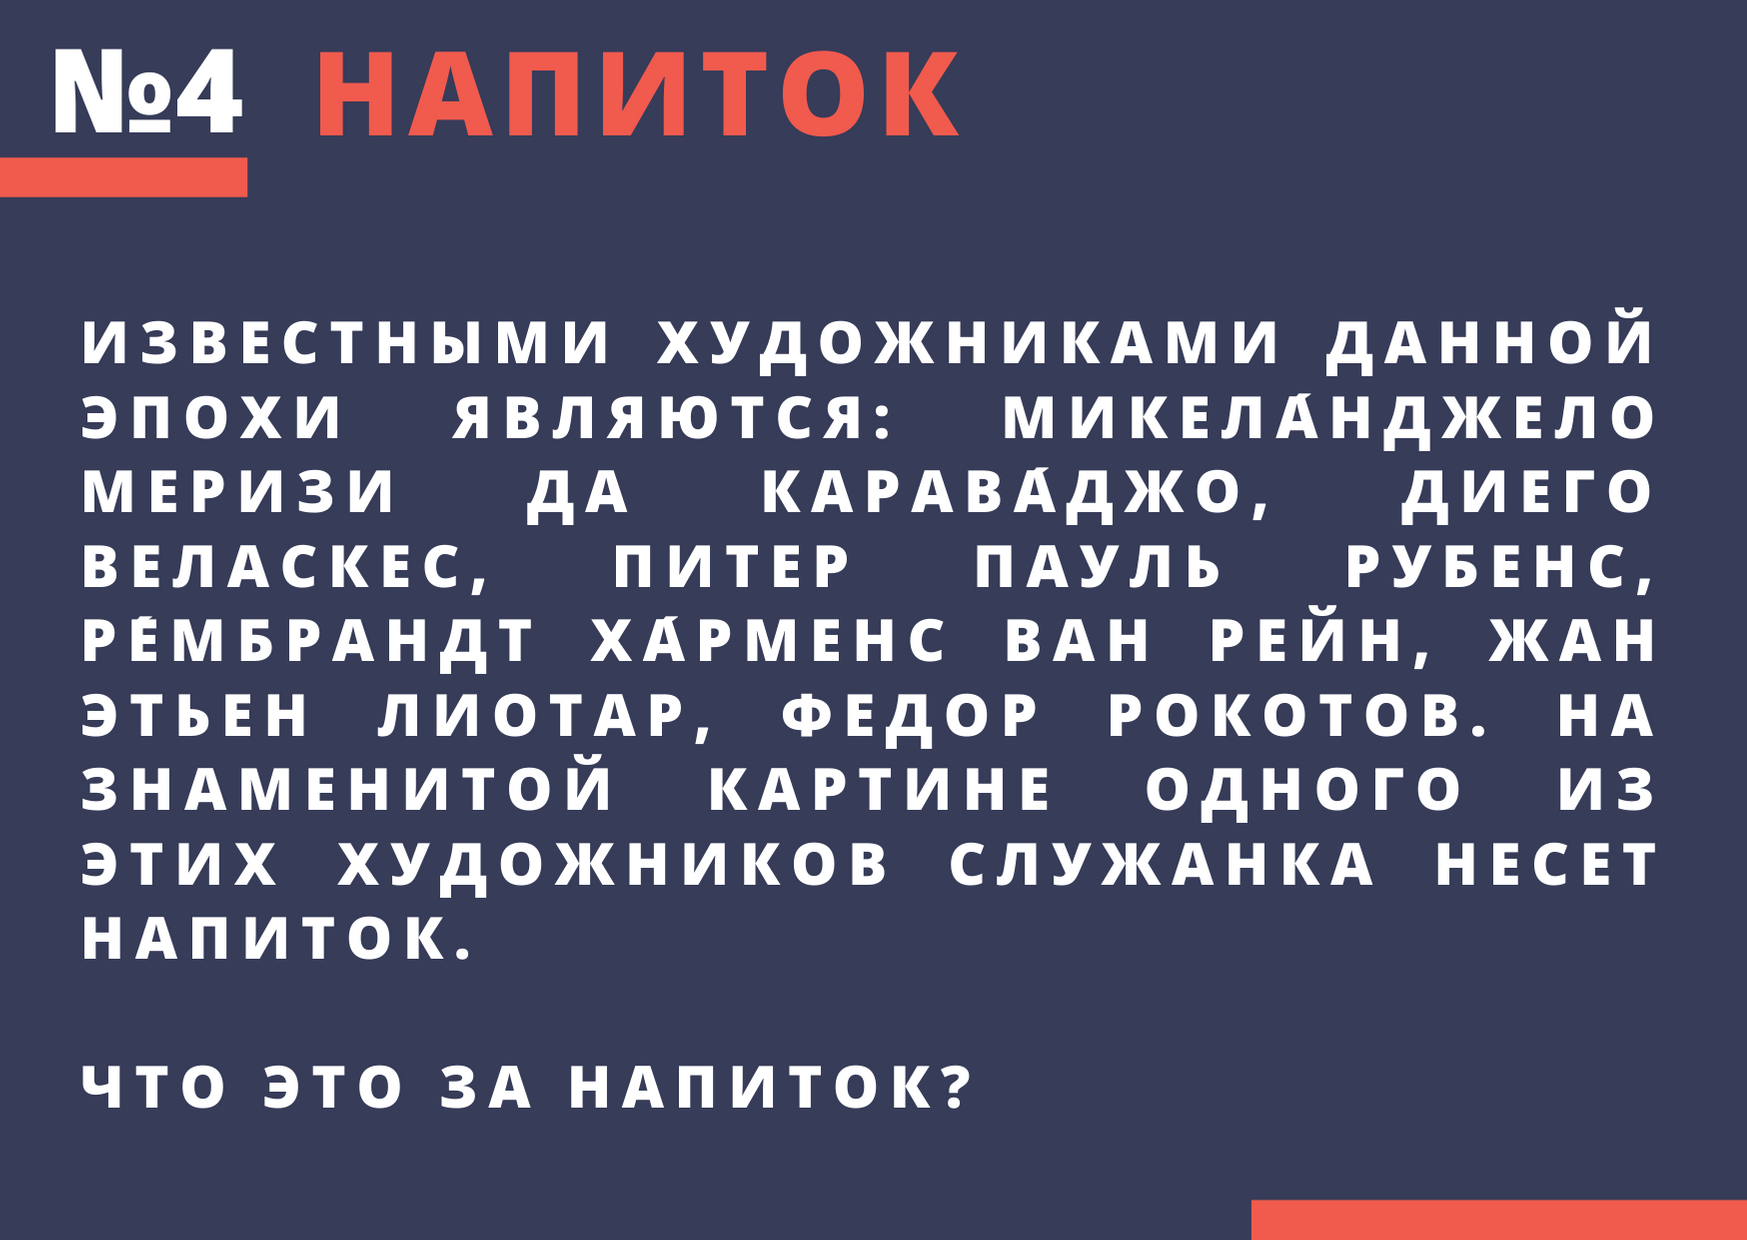 №4 НАПИТОК
ИЗВЕСТНЫМИ ХУДОЖНИКАМИ ДАННОЙ
ЭПОХИ ЯВЛЯЮТСЯ: МИКЕЛА́НДЖЕЛО
МЕРИЗИ ДА КАРАВА́ДЖО, ДИЕГО
ВЕЛАСКЕС, ПИТЕР ПАУЛЬ РУБЕНС,
РЕ́МБРАНДТ ХА́РМЕНС ВАН РЕЙН, ЖАН
ЭТЬЕН ЛИОТАР, ФЕДОР РОКОТОВ. НА
ЗНАМЕНИТОЙ КАРТИНЕ ОДНОГО ИЗ
ЭТИХ ХУДОЖНИКОВ СЛУЖАНКА НЕСЕТ
НАПИТОК.
ЧТО ЭТО ЗА НАПИТОК?